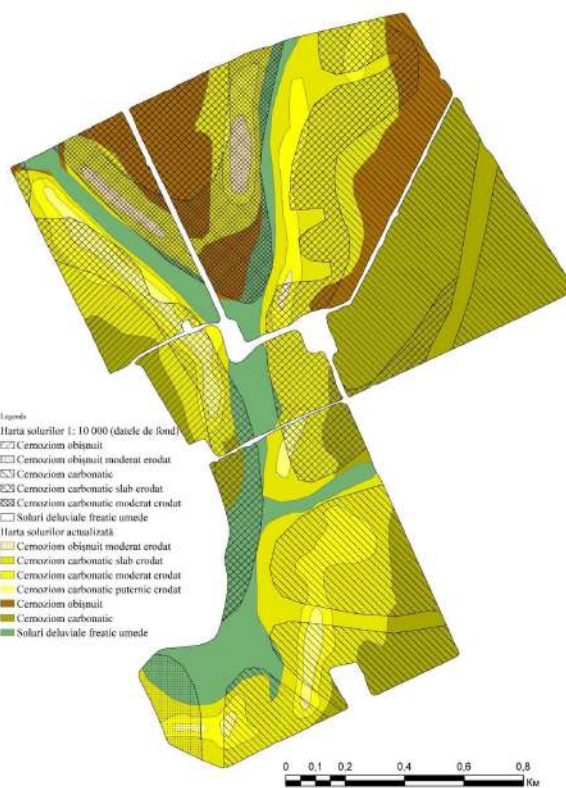 Legenda
Harta solurilor 1: 10 000 (datele de fond)
Cernoziom obișnuit
Cernoziom obișnuit moderat erodat
Cernoziom carbonatic
Cernoziom carbonatic slab erodat
Cernoziom carbonatic moderat erodat
Soluri deluviale freatic umede
Harta solurilor actualizată
Cernoziom obișnuit moderat erodat
Cernoziom carbonatic slab erodat
Cernoziom carbonatic moderat erodat
Cernoziom carbonatic puternic erodat
Cernoziom obișnuit
Cernoziom carbonatic
Soluri deluviale freatic umede
0 0,1 0,2 0,4 0,6 0,8
Км